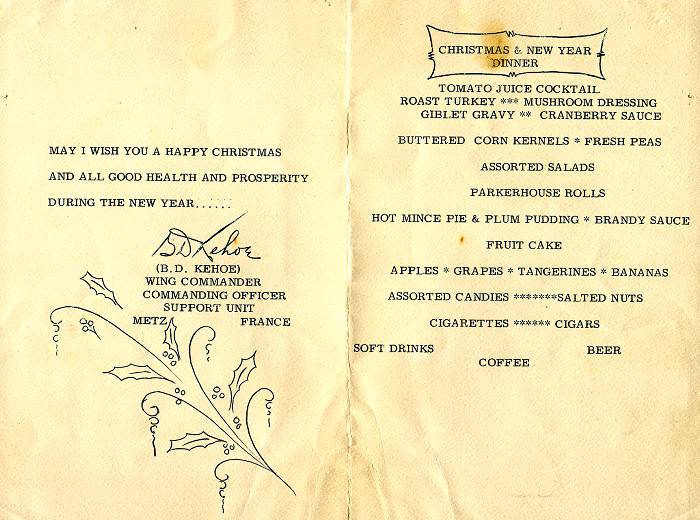 MAY I WISH YOU A HAPPY CHRISTMAS
AND ALL GOOD HEALTH AND PROSPERITY
DURING THE NEW YEAR......
B D Kehoe
(B.D. KEHOE)
WING COMMANDER
COMMANDING OFFICER
SUPPORT UNIT
METZ FRANCE
CHRISTMAS & NEW YEAR
DINNER
TOMATO JUICE COCKTAIL
ROAST TURKEY *** MUSHROOM DRESSING
GIBLET GRAVY ** CRANBERRY SAUCE
BUTTERED CORN KERNELS * FRESH PEAS
ASSORTED SALADS
PARKERHOUSE ROLLS
HOT MINCE PIE & PLUM PUDDING * BRANDY SAUCE
FRUIT CAKE
APPLES * GRAPES * TANGERINES * BANANAS
ASSORTED CANDIES *******SALTED NUTS
CIGARETTES ****** CIGARS
SOFT DRINKS BEER
COFFEE